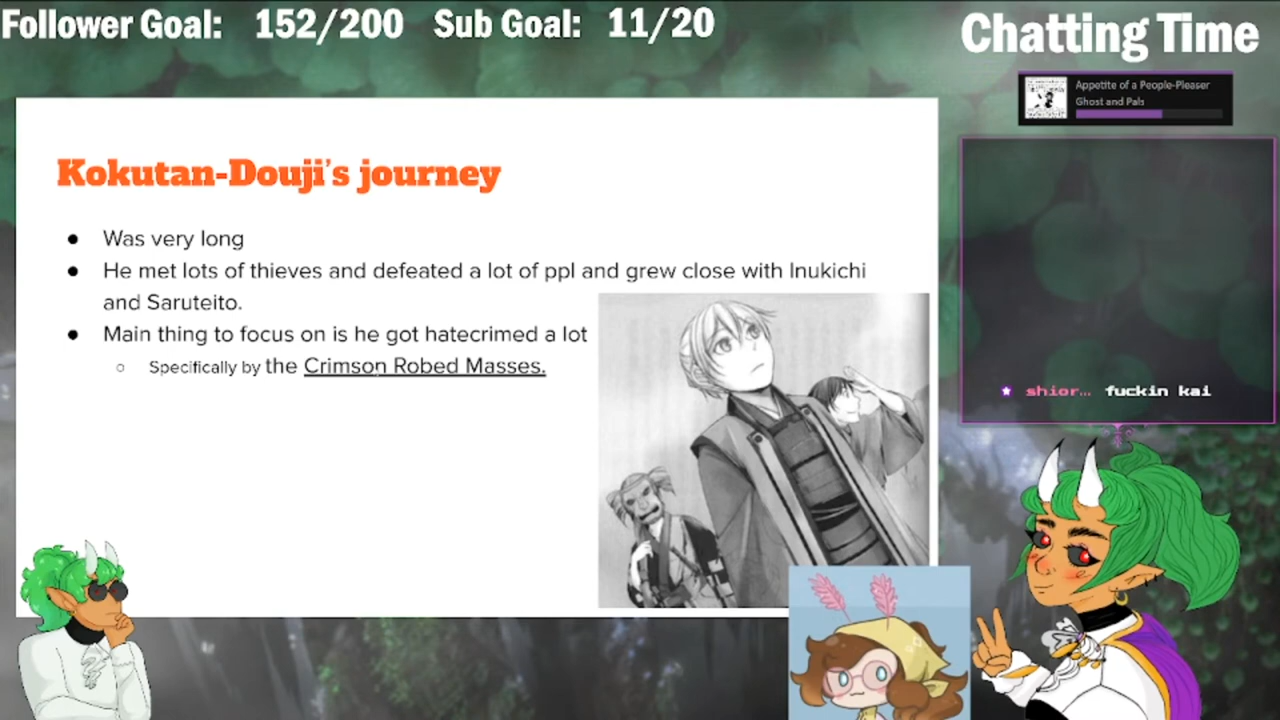 Follower Goal: 152/200 Sub Goal: 11/20
Chatting Time
Appetite of a People-Pleaser
Ghost and Pals
Kokutan-Douji's journey
● Was very long
● He met lots of thieves and defeated a lot of ppl and grew close with Inukichi
and Saruteito.
● Main thing to focus on is he got hatecrimed a lot
○ Specifically by the Crimson Robed Masses.
shior... fuckin kai